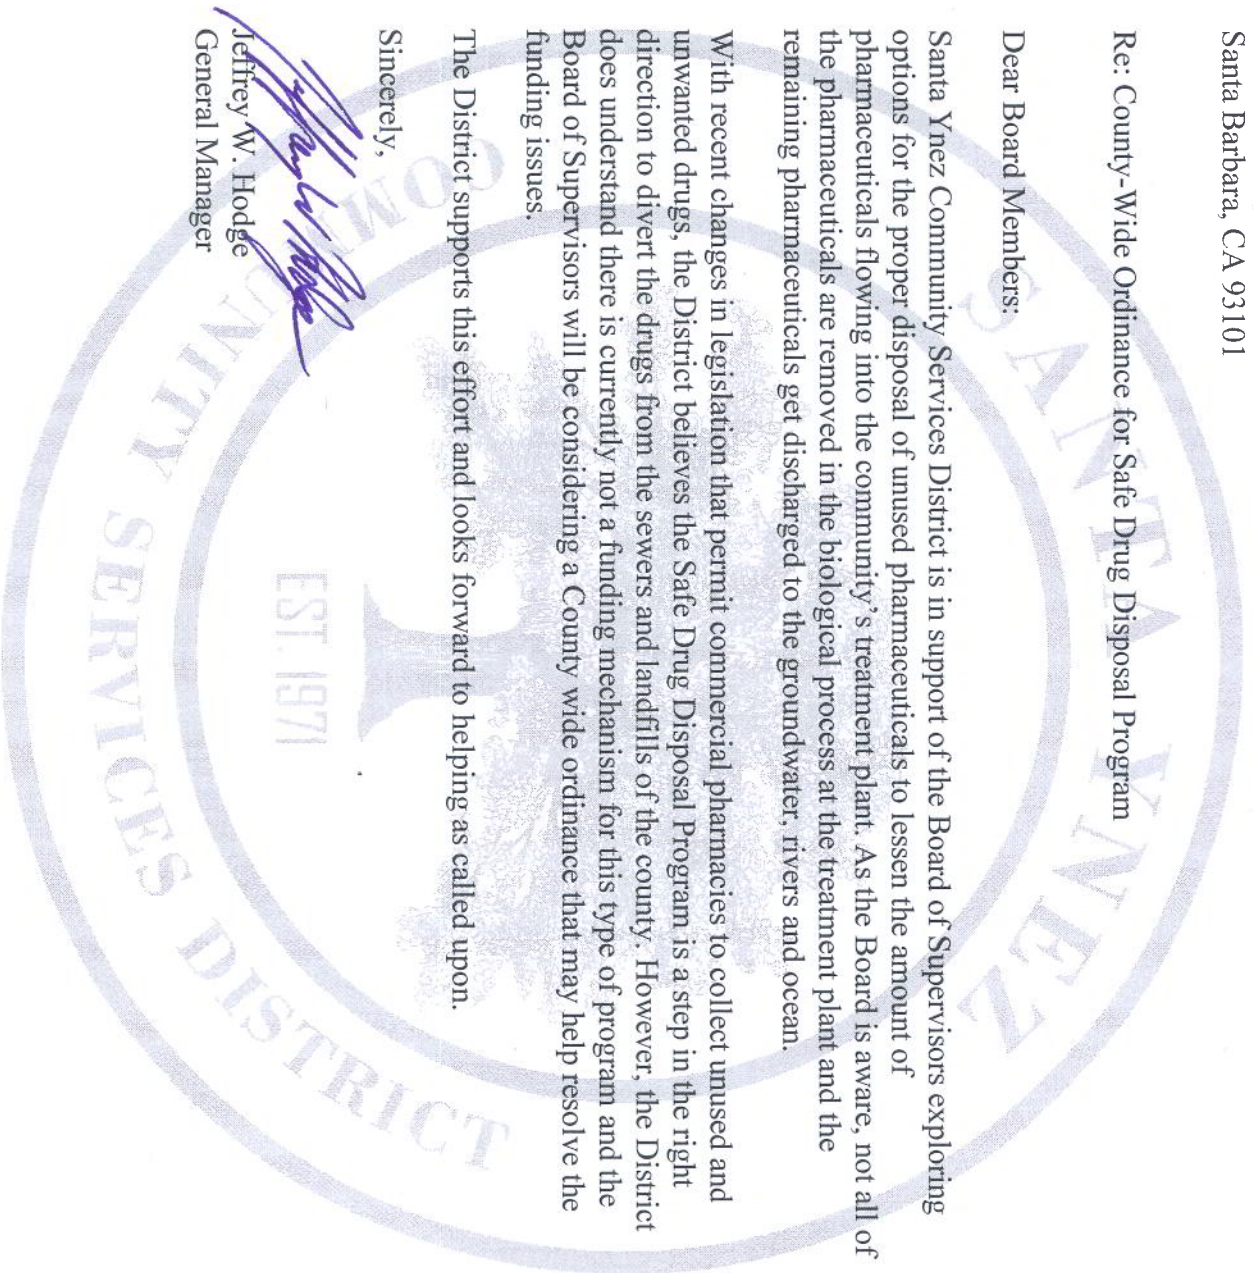 Santa Barbara, CA 93101
Re: County-Wide Ordinance for Safe Drug Disposal Program
Dear Board Members:
Santa Ynez Community Services District is in support of the Board of Supervisors exploring
options for the proper disposal of unused pharmaceuticals to lessen the amount of
pharmaceuticals flowing into the community's treatment plant. As the Board is aware, not all of
the pharmaceuticals are removed in the biological process at the treatment plant and the
remaining pharmaceuticals get discharged to the groundwater, rivers and ocean.
With recent changes in legislation that permit commercial pharmacies to collect unused and
unwanted drugs, the District believes the Safe Drug Disposal Program is a step in the right
direction to divert the drugs from the sewers and landfills of the county. However, the District
does understand there is currently not a funding mechanism for this type of program and the
Board of Supervisors will be considering a County wide ordinance that may help resolve the
funding issues.
The District supports this effort and looks forward to helping as called upon.
Sincerely,
Jeffrey W. Hodge
General Manager
SANTA YNEZ
COMMUNITY SERVICES DISTRICT
EST. 1971